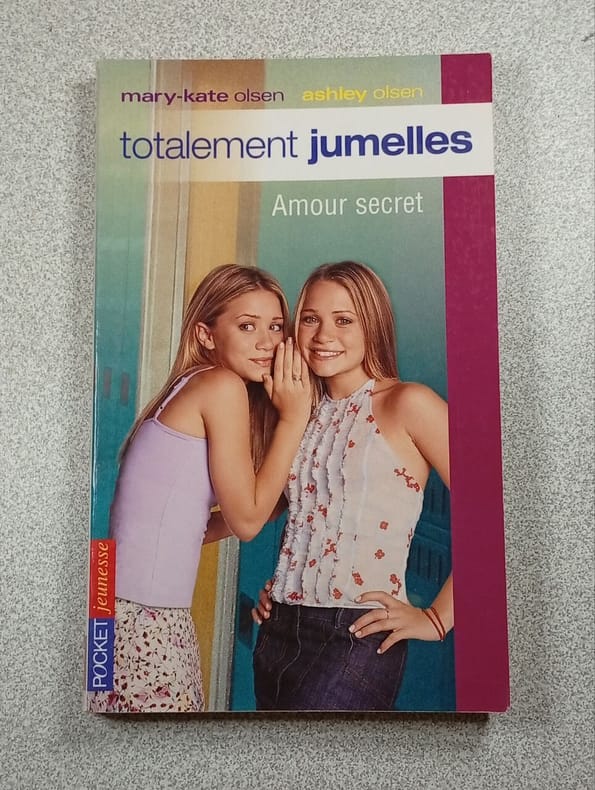 mary-kate olsen ashley olsen
totalement jumelles
Amour secret
POCKET jeunesse